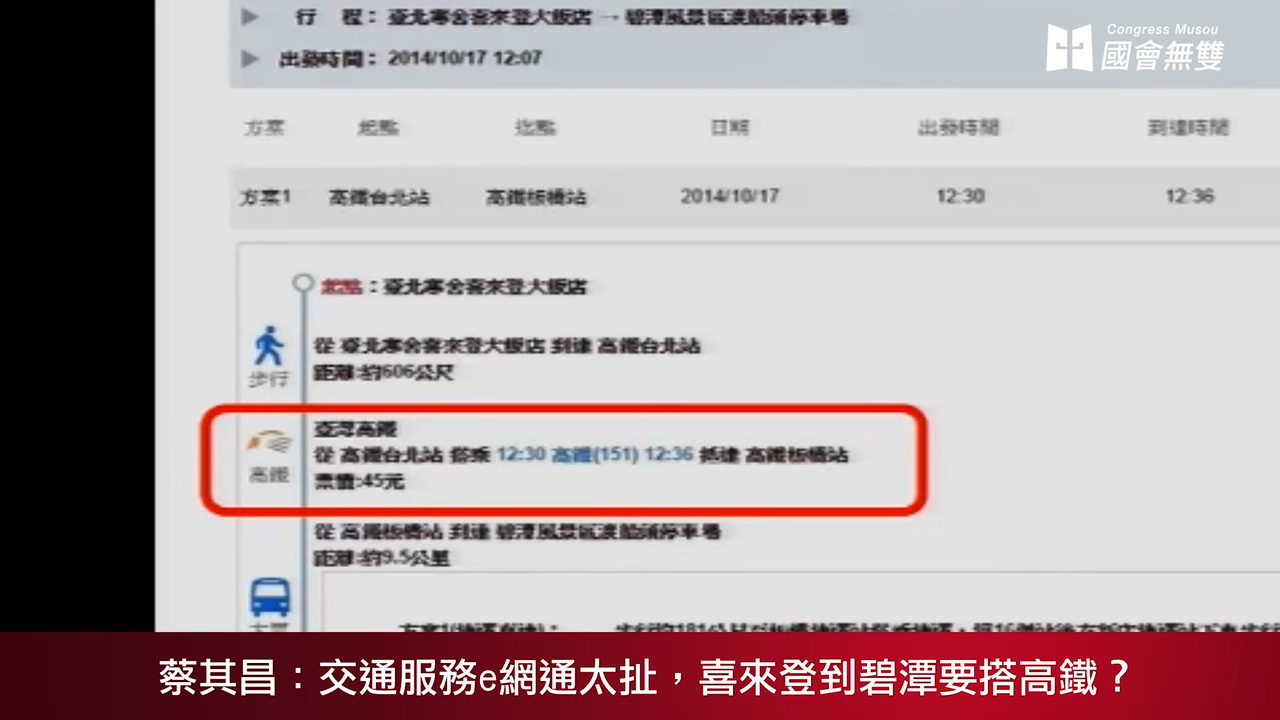 行 程：臺北寒舍喜來登大飯店 → 碧潭風景區渡船頭停車場
出發時間：2014/10/17 12:07
Congress Musou
國會無雙
方案 起點 迄點 日期 出發時間 到達時間
方案1 高鐵台北站 高鐵板橋站 2014/10/17 12:30 12:36
起點：臺北寒舍喜來登大飯店
從 臺北寒舍喜來登大飯店 到達 高鐵台北站
步行
距離:約606公尺
臺灣高鐵
從 高鐵台北站 搭乘 12:30 高鐵(151) 12:36 抵達 高鐵板橋站
高鐵
票價:45元
從 高鐵板橋站 到達 碧潭風景區渡船頭停車場
距離:約9.5公里
蔡其昌：交通服務e網通太扯，喜來登到碧潭要搭高鐵？